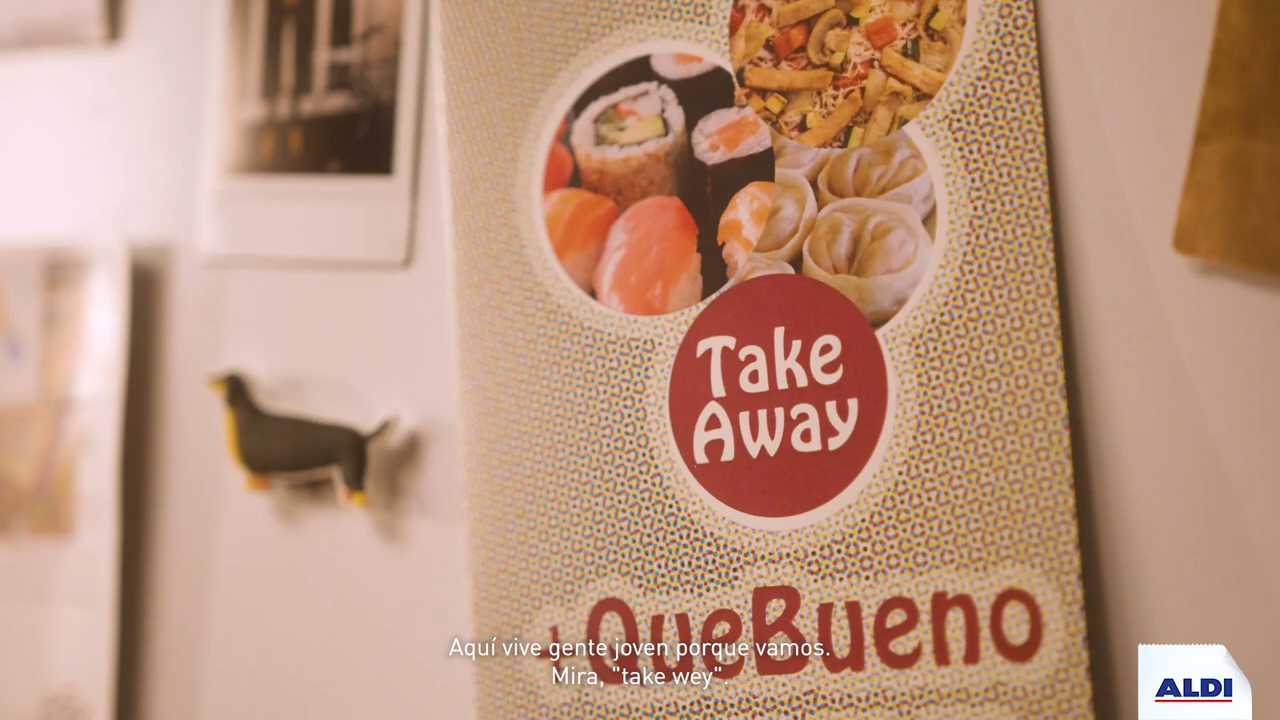 Take
Away
+QueBueno
Aquí vive gente joven porque vamos.
Mira, "take wey".
ALDI